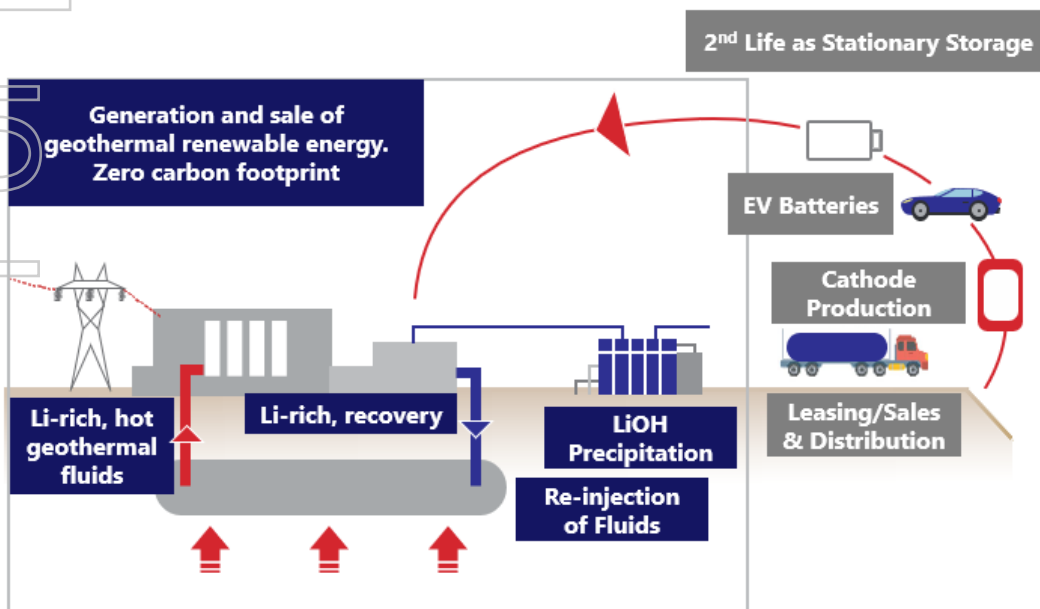 2nd Life as Stationary Storage
Generation and sale of
geothermal renewable energy.
Zero carbon footprint
EV Batteries
Cathode
Production
Li-rich, hot
geothermal
fluids
Li-rich, recovery
LiOH
Precipitation
Leasing/Sales
& Distribution
Re-injection
of Fluids